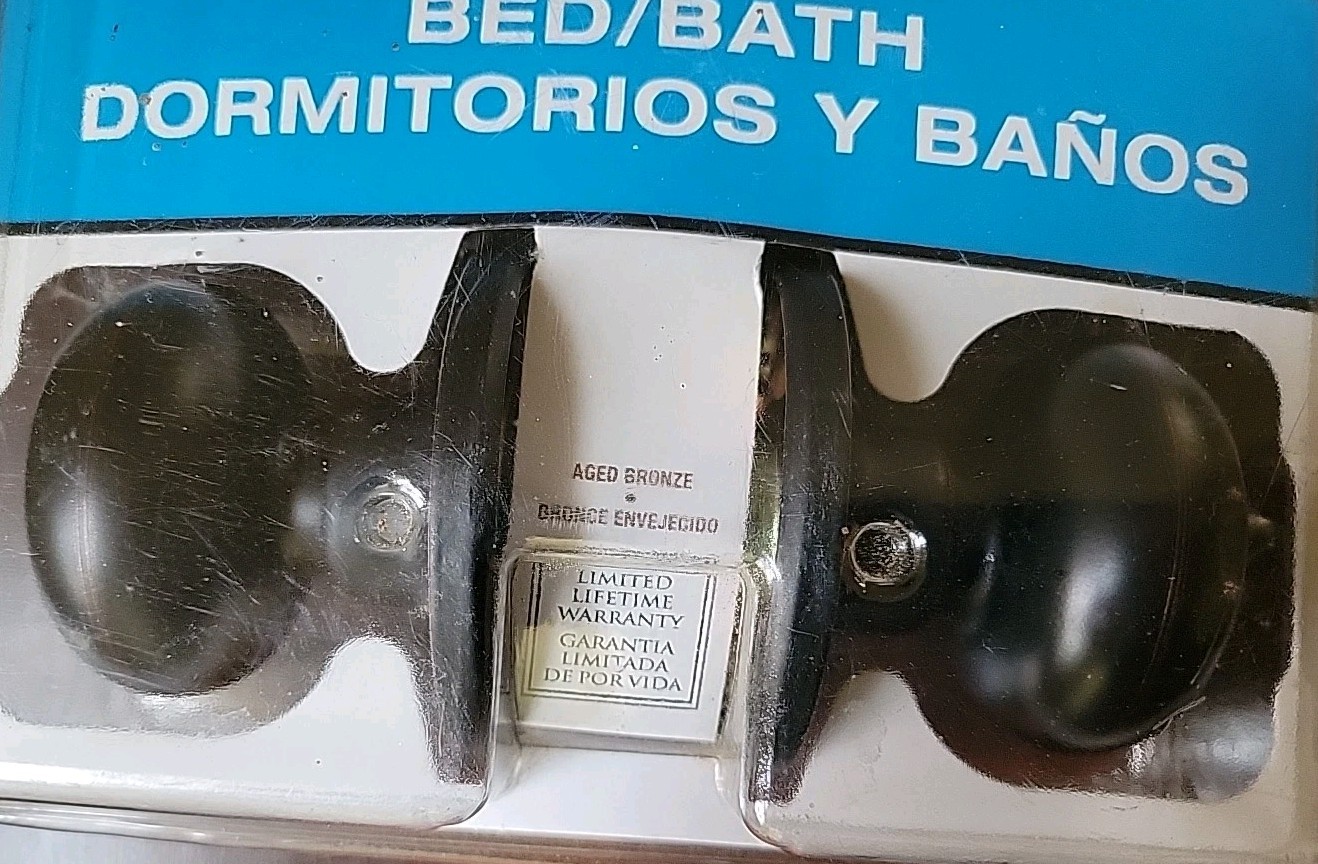 BED/BATH
DORMITORIOS Y BAÑOS
AGED BRONZE
•
BRONCE ENVEJECIDO
LIMITED
LIFETIME
WARRANTY
GARANTIA
LIMITADA
DE POR VIDA